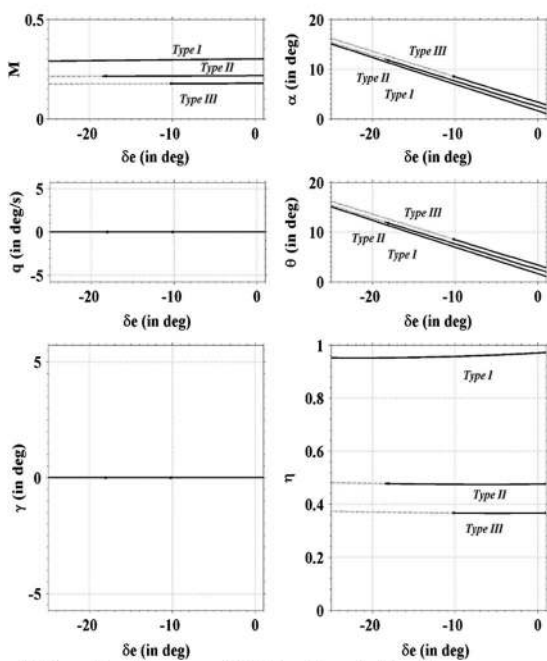 0.5
M
0
Type I
Type II
Type III
-20
-10
0
δe (in deg)
20
α (in deg)
10
0
Type III
Type II
Type I
-20
-10
0
δe (in deg)
5
q (in deg/s)
0
-5
-20
-10
0
δe (in deg)
20
θ (in deg)
10
0
Type III
Type II
Type I
-20
-10
0
δe (in deg)
5
γ (in deg)
0
-5
-20
-10
0
δe (in deg)
1
0.8
0.6
η
0.4
0.2
0
Type I
Type II
Type III
-20
-10
0
δe (in deg)